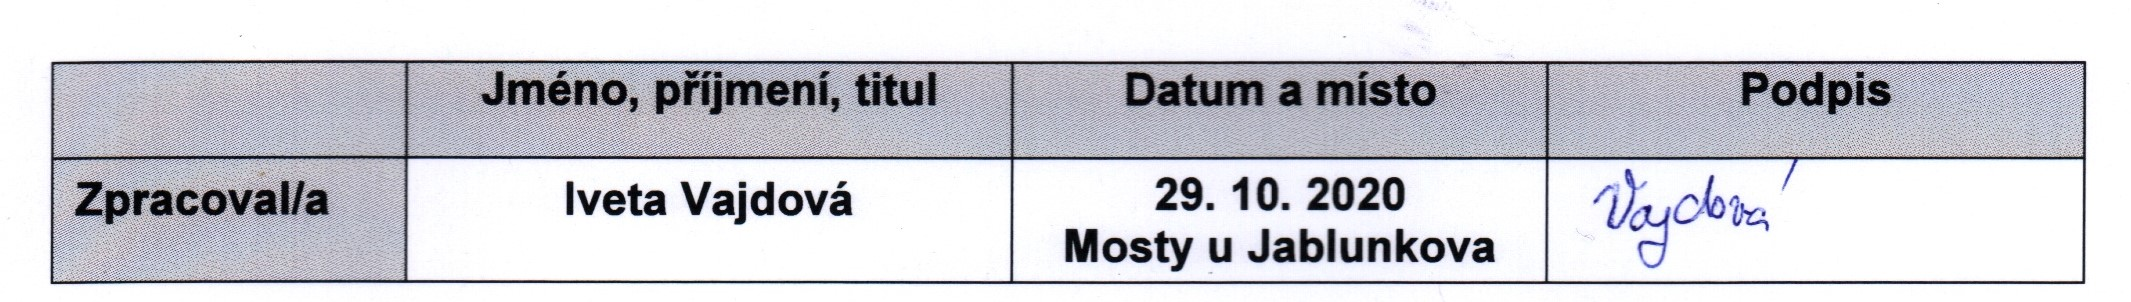 Jméno, příjmení, titul Datum a místo Podpis
Zpracoval/a Iveta Vajdová 29. 10. 2020 Vajdová
Mosty u Jablunkova